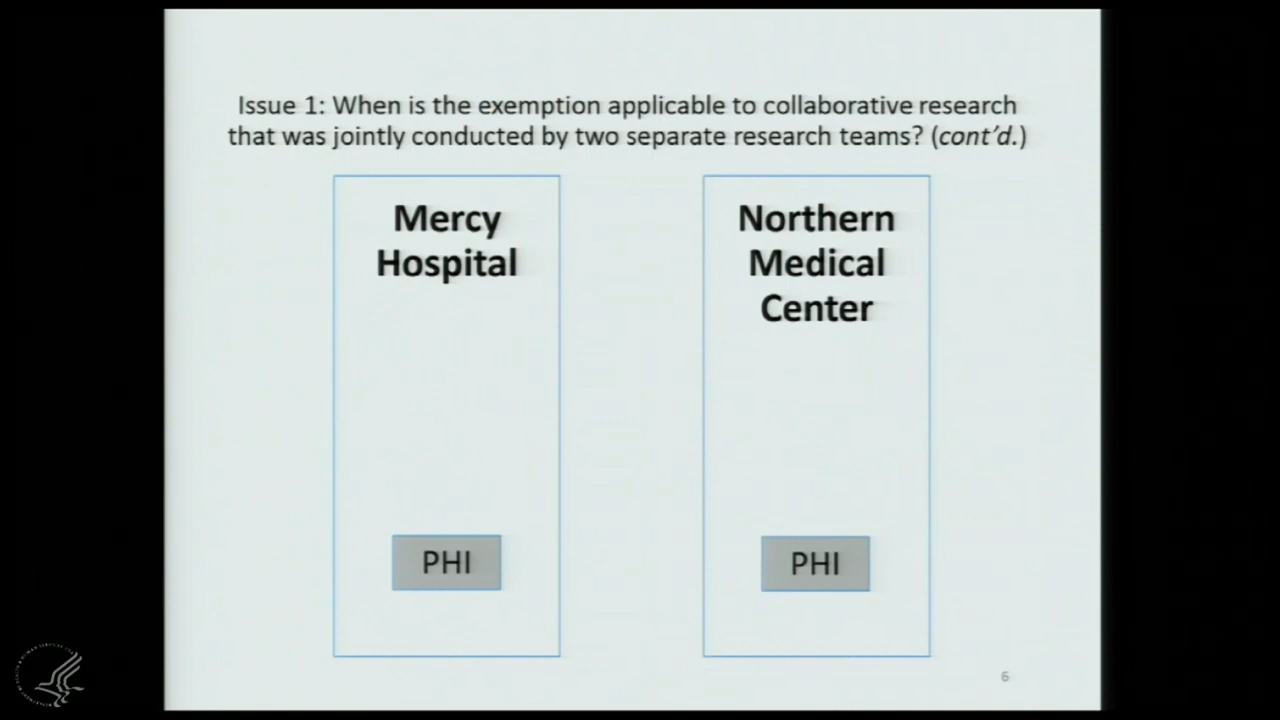 Issue 1: When is the exemption applicable to collaborative research
that was jointly conducted by two separate research teams? (cont'd.)
Mercy
Hospital
Northern
Medical
Center
PHI
PHI
6